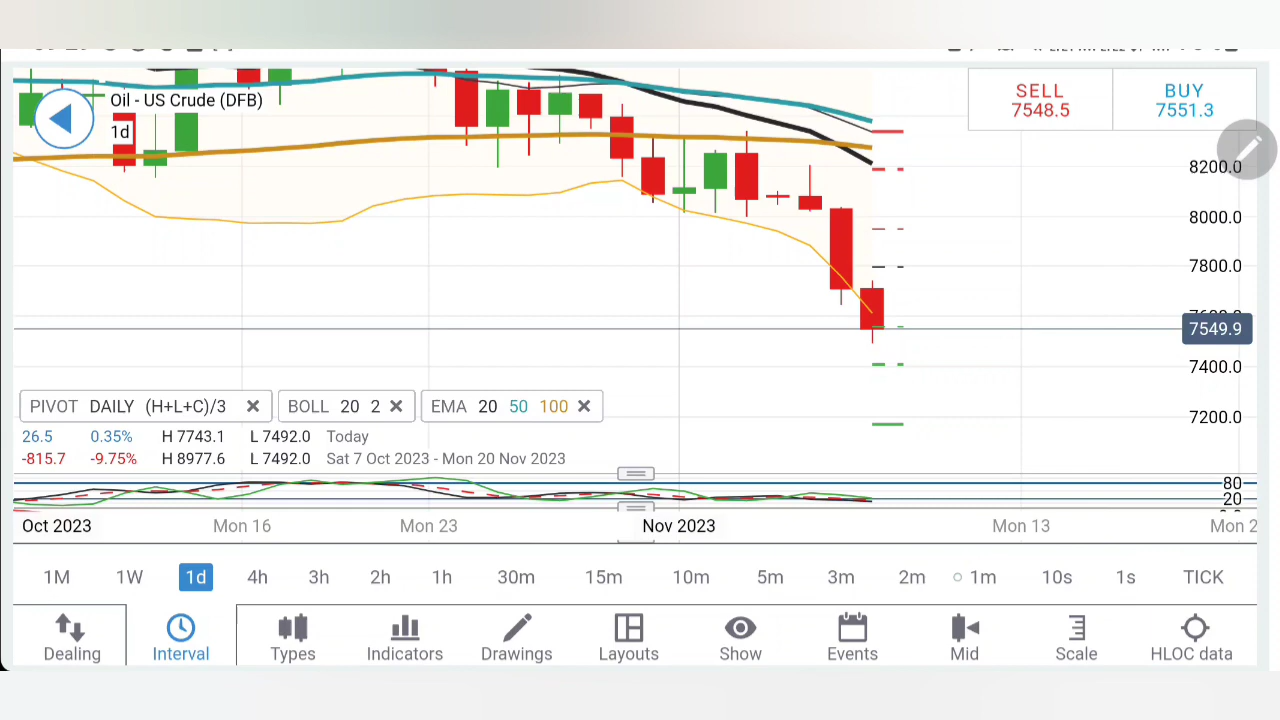 Oil - US Crude (DFB)
1d
SELL
7548.5
BUY
7551.3
8200.0
8000.0
7800.0
7549.9
7400.0
7200.0
PIVOT DAILY (H+L+C)/3
BOLL 20 2
EMA 20 50 100
26.5 0.35% H 7743.1 L 7492.0 Today
-815.7 -9.75% H 8977.6 L 7492.0 Sat 7 Oct 2023 - Mon 20 Nov 2023
80
20
Oct 2023 Mon 16 Mon 23 Nov 2023 Mon 13 Mon 2
1M 1W 1d 4h 3h 2h 1h 30m 15m 10m 5m 3m 2m 1m 10s 1s TICK
Dealing Interval Types Indicators Drawings Layouts Show Events Mid Scale HLOC data